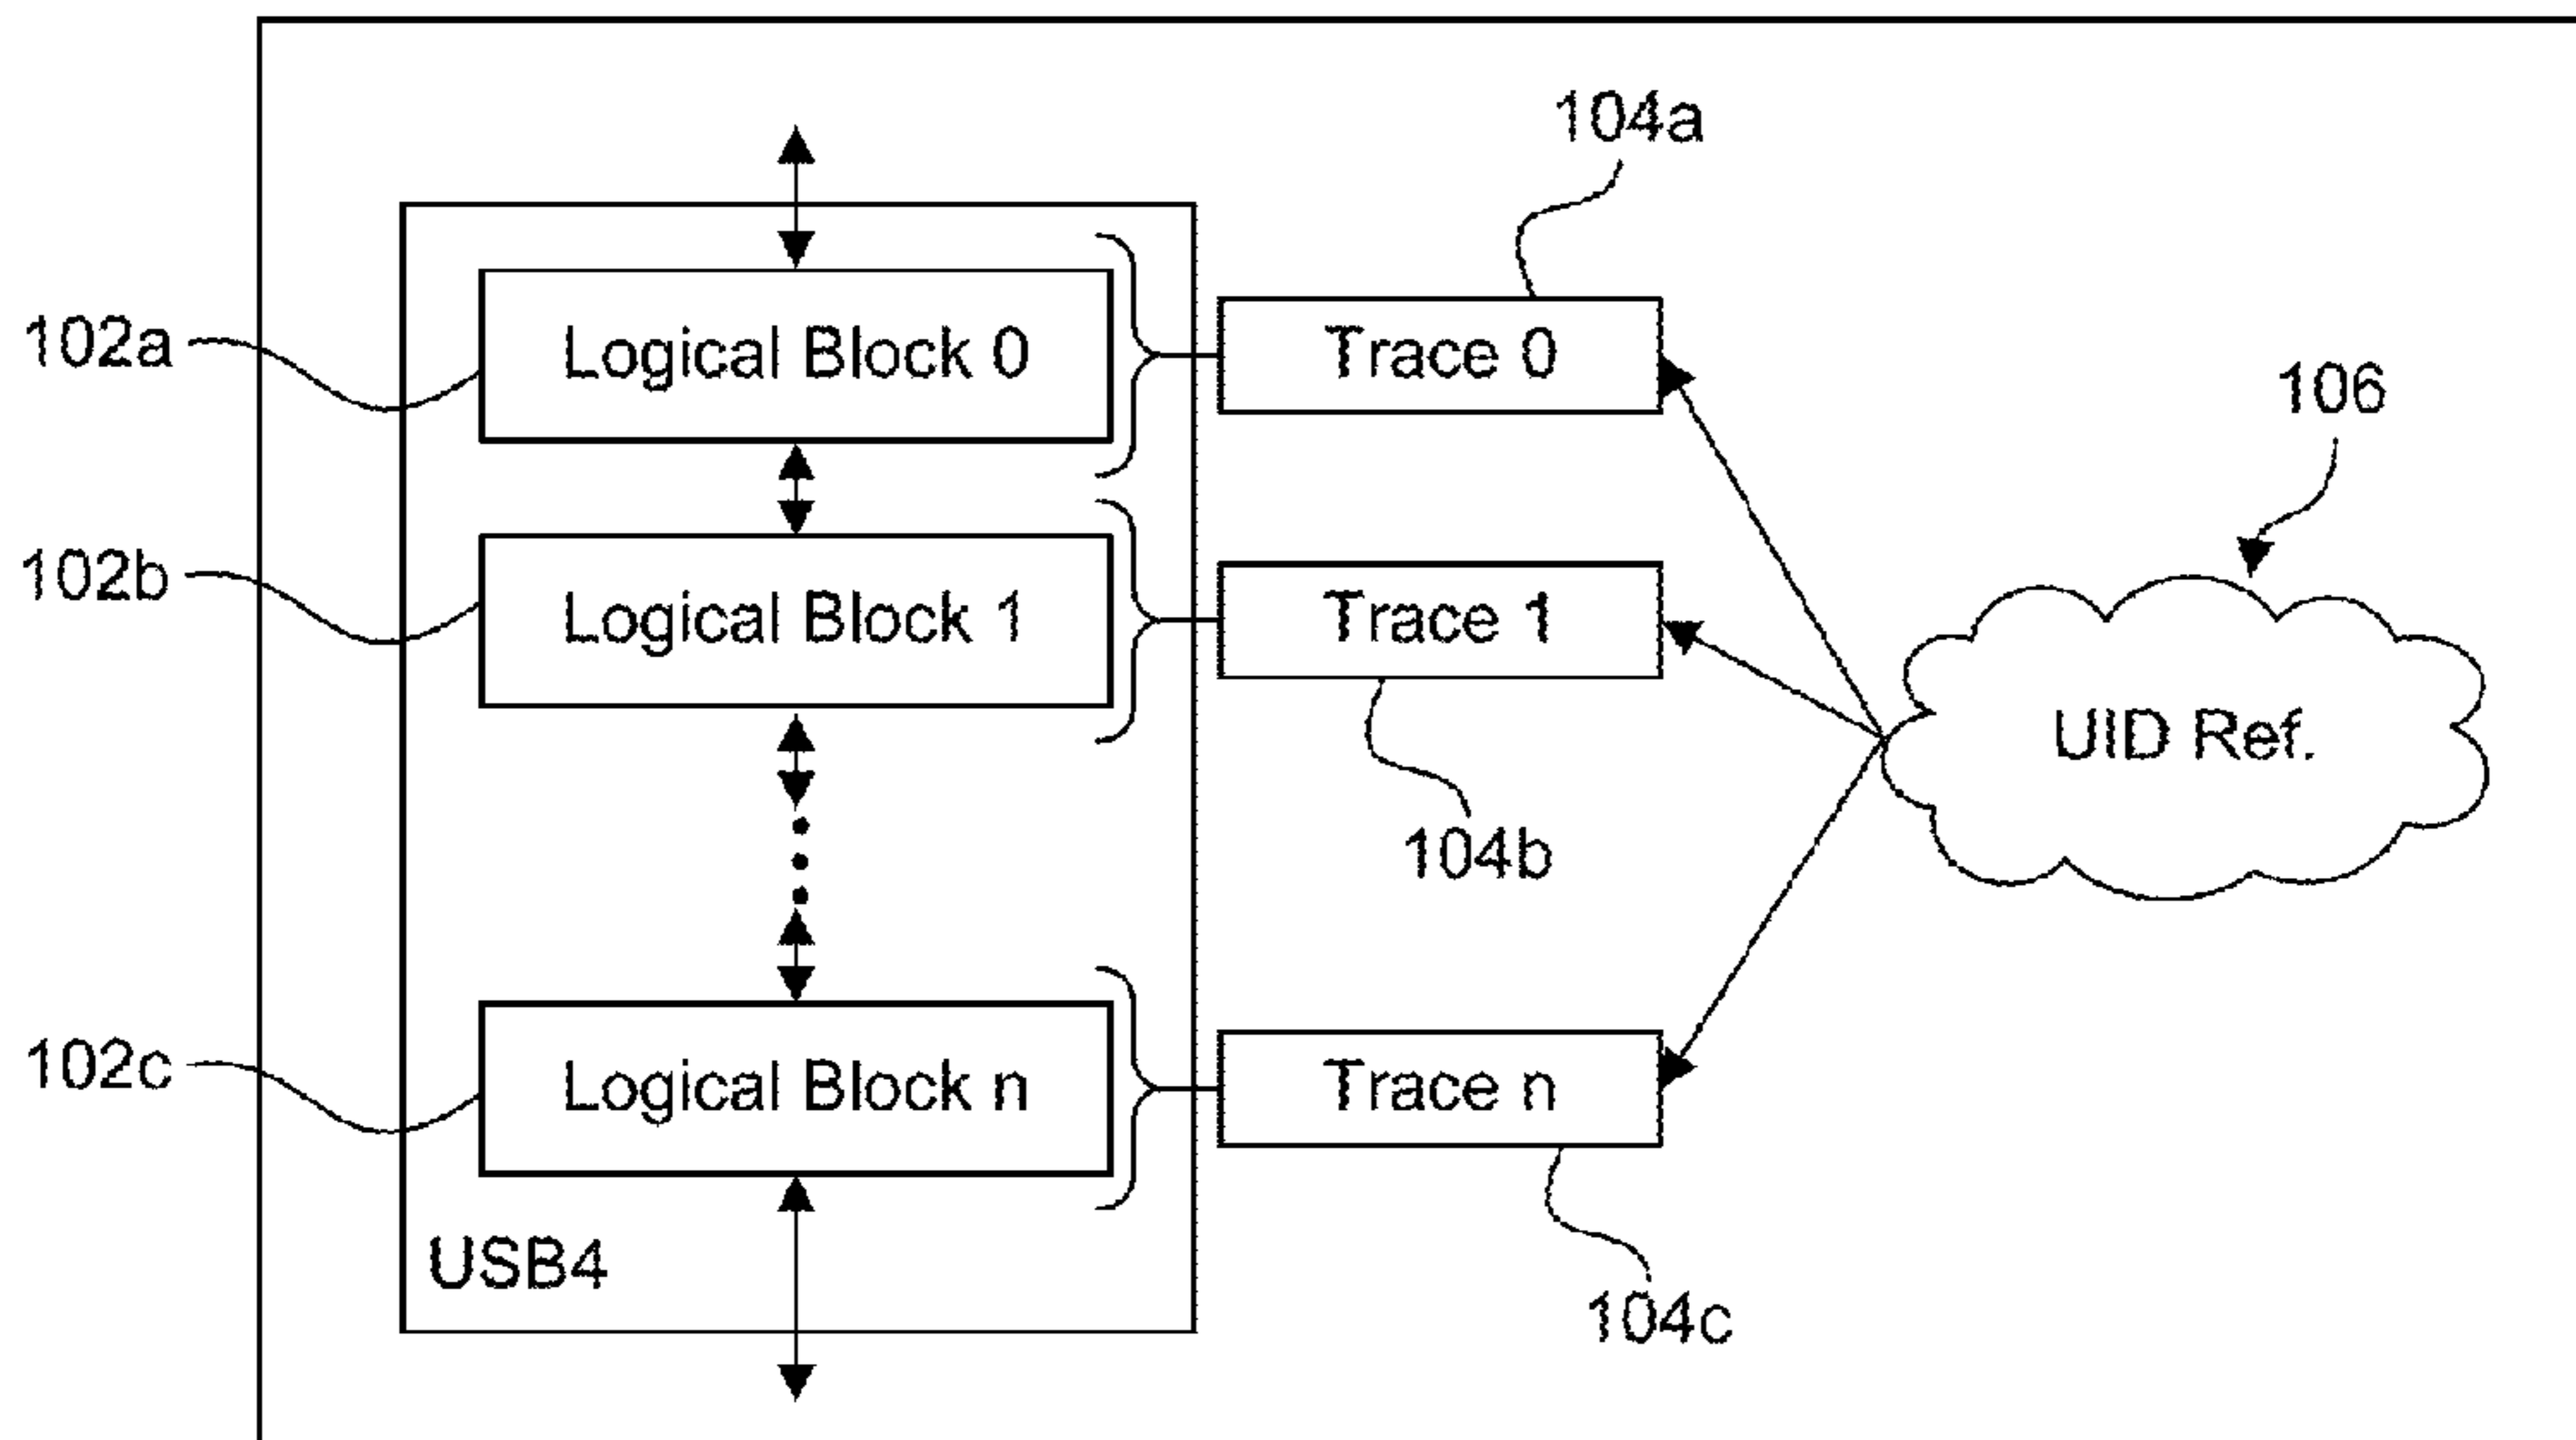 104a
102a
Logical Block 0
Trace 0
106
102b
Logical Block 1
Trace 1
UID Ref.
104b
102c
Logical Block n
Trace n
USB4
104c